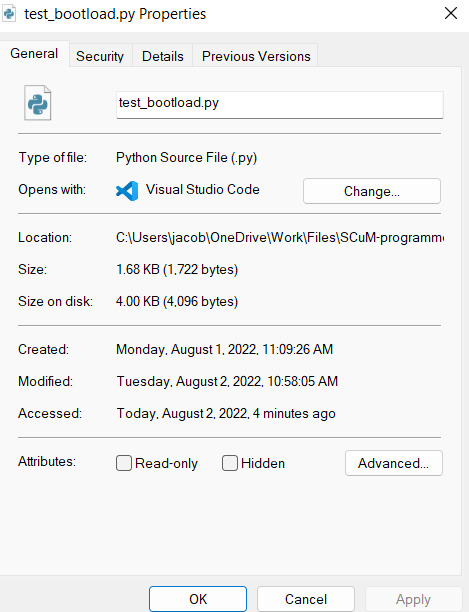 test_bootload.py Properties
General Security Details Previous Versions
test_bootload.py
Type of file: Python Source File (.py)
Opens with: Visual Studio Code Change...
Location: C:\Users\jacob\OneDrive\Work\Files\SCuM-programme
Size: 1.68 KB (1,722 bytes)
Size on disk: 4.00 KB (4,096 bytes)
Created: Monday, August 1, 2022, 11:09:26 AM
Modified: Tuesday, August 2, 2022, 10:58:05 AM
Accessed: Today, August 2, 2022, 4 minutes ago
Attributes: Read-only Hidden Advanced...
OK Cancel Apply